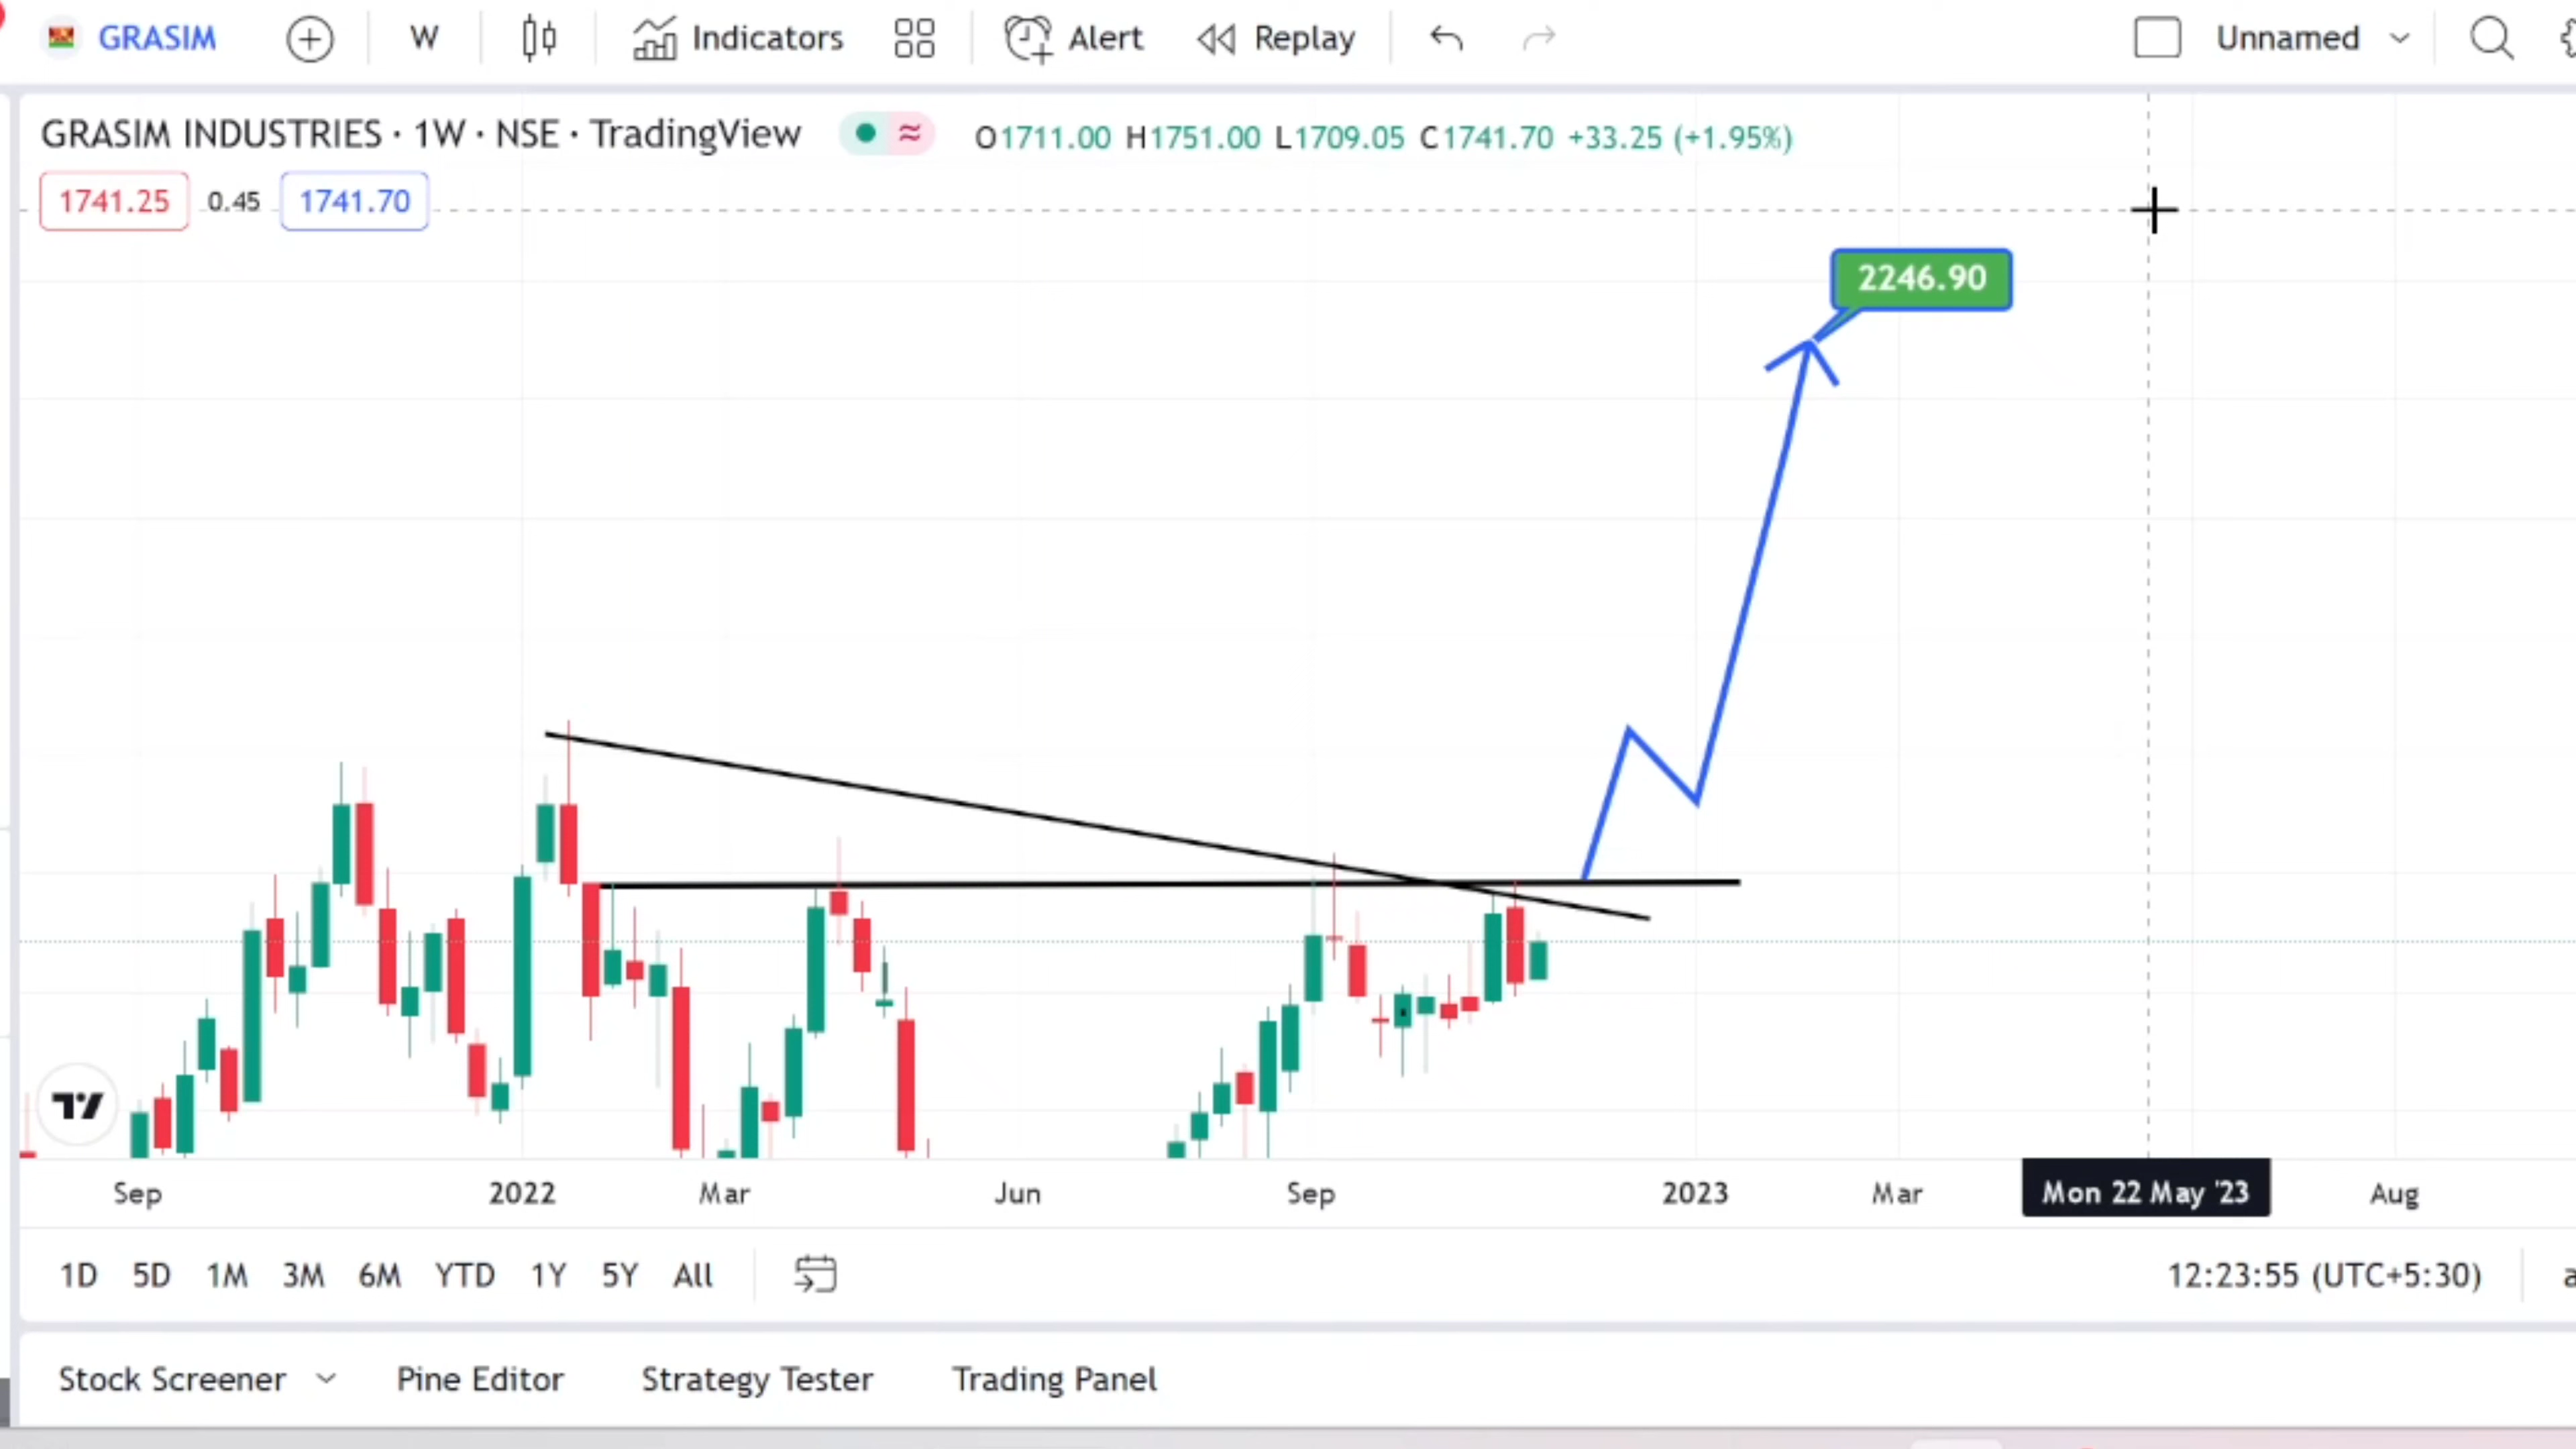 GRASIM W Indicators Alert Replay Unnamed
GRASIM INDUSTRIES · 1W · NSE · TradingView O1711.00 H1751.00 L1709.05 C1741.70 +33.25 (+1.95%)
1741.25 0.45 1741.70
2246.90
Sep 2022 Mar Jun Sep 2023 Mar Mon 22 May '23 Aug
1D 5D 1M 3M 6M YTD 1Y 5Y All 12:23:55 (UTC+5:30)
Stock Screener Pine Editor Strategy Tester Trading Panel